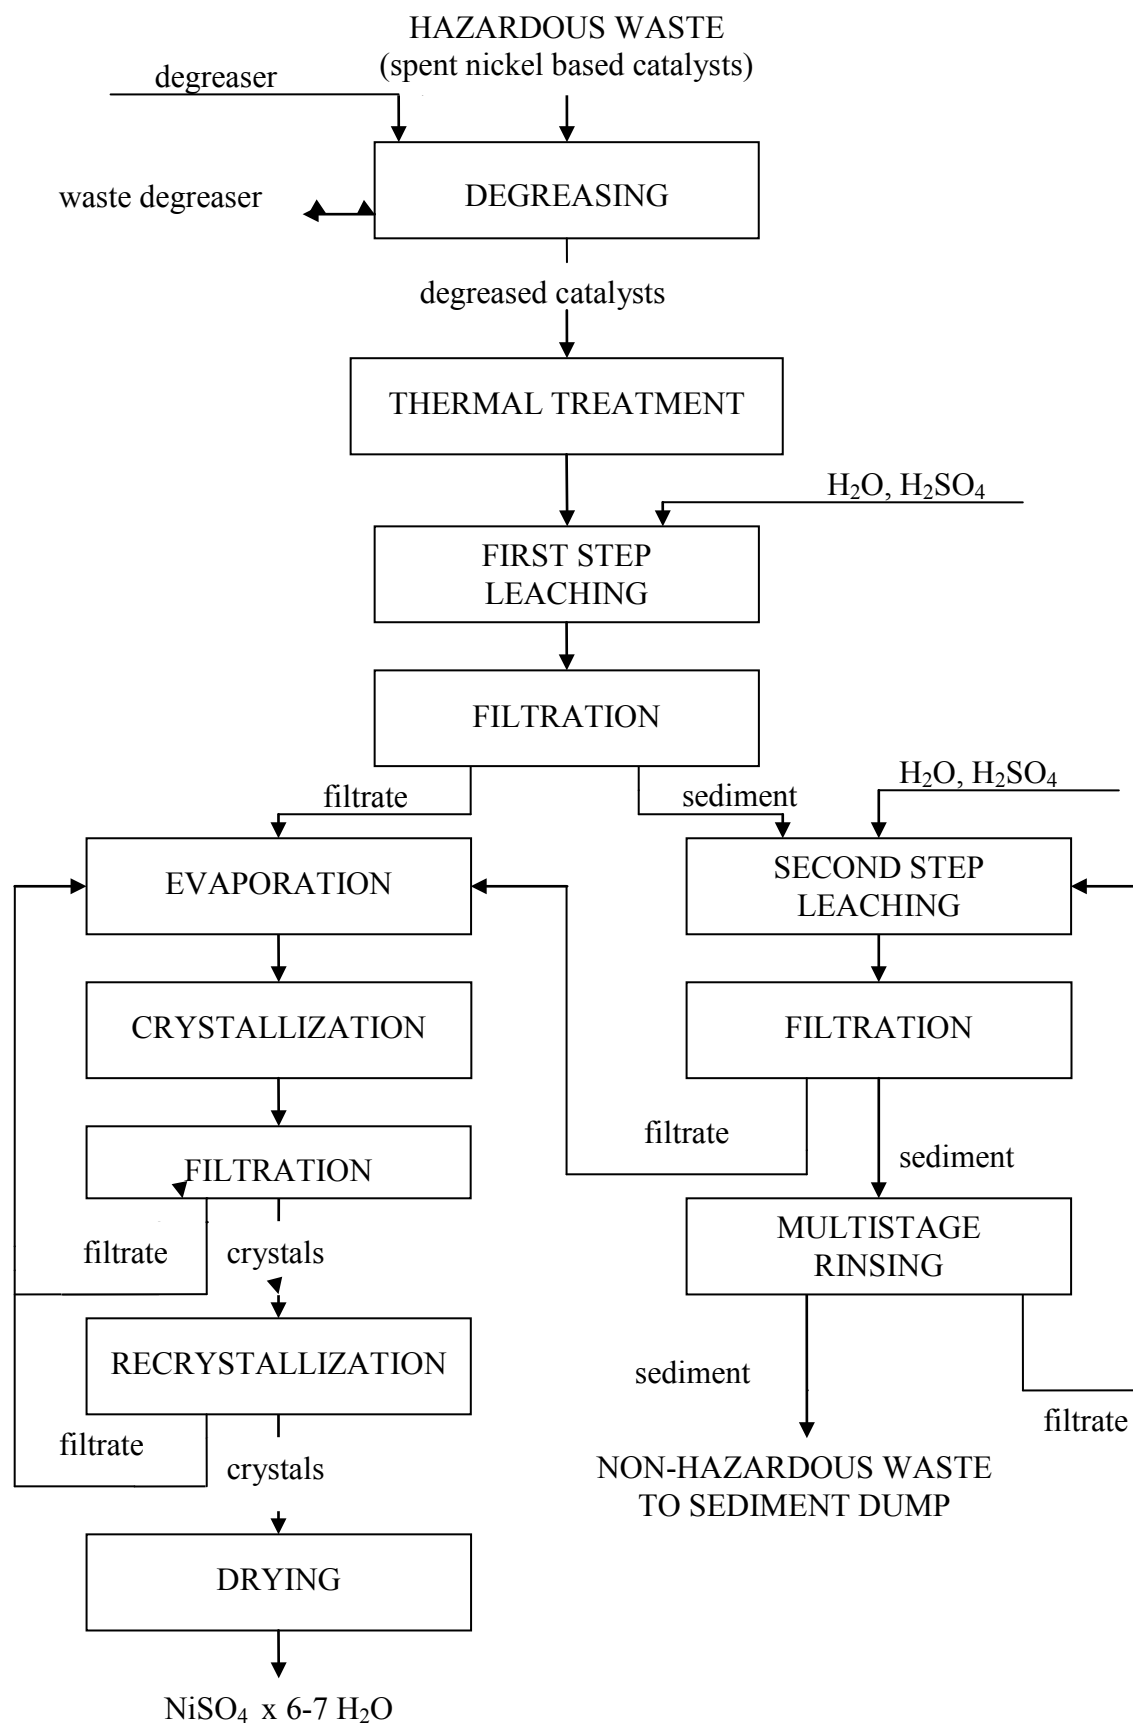 HAZARDOUS WASTE
(spent nickel based catalysts)
degreaser
DEGREASING
waste degreaser
degreased catalysts
THERMAL TREATMENT
H₂O, H₂SO₄
FIRST STEP
LEACHING
FILTRATION
filtrate
sediment
H₂O, H₂SO₄
EVAPORATION
SECOND STEP
LEACHING
CRYSTALLIZATION
FILTRATION
filtrate
sediment
FILTRATION
filtrate
crystals
MULTISTAGE
RINSING
RECRYSTALLIZATION
sediment
filtrate
filtrate
crystals
NON-HAZARDOUS WASTE
TO SEDIMENT DUMP
DRYING
NiSO₄ x 6-7 H₂O